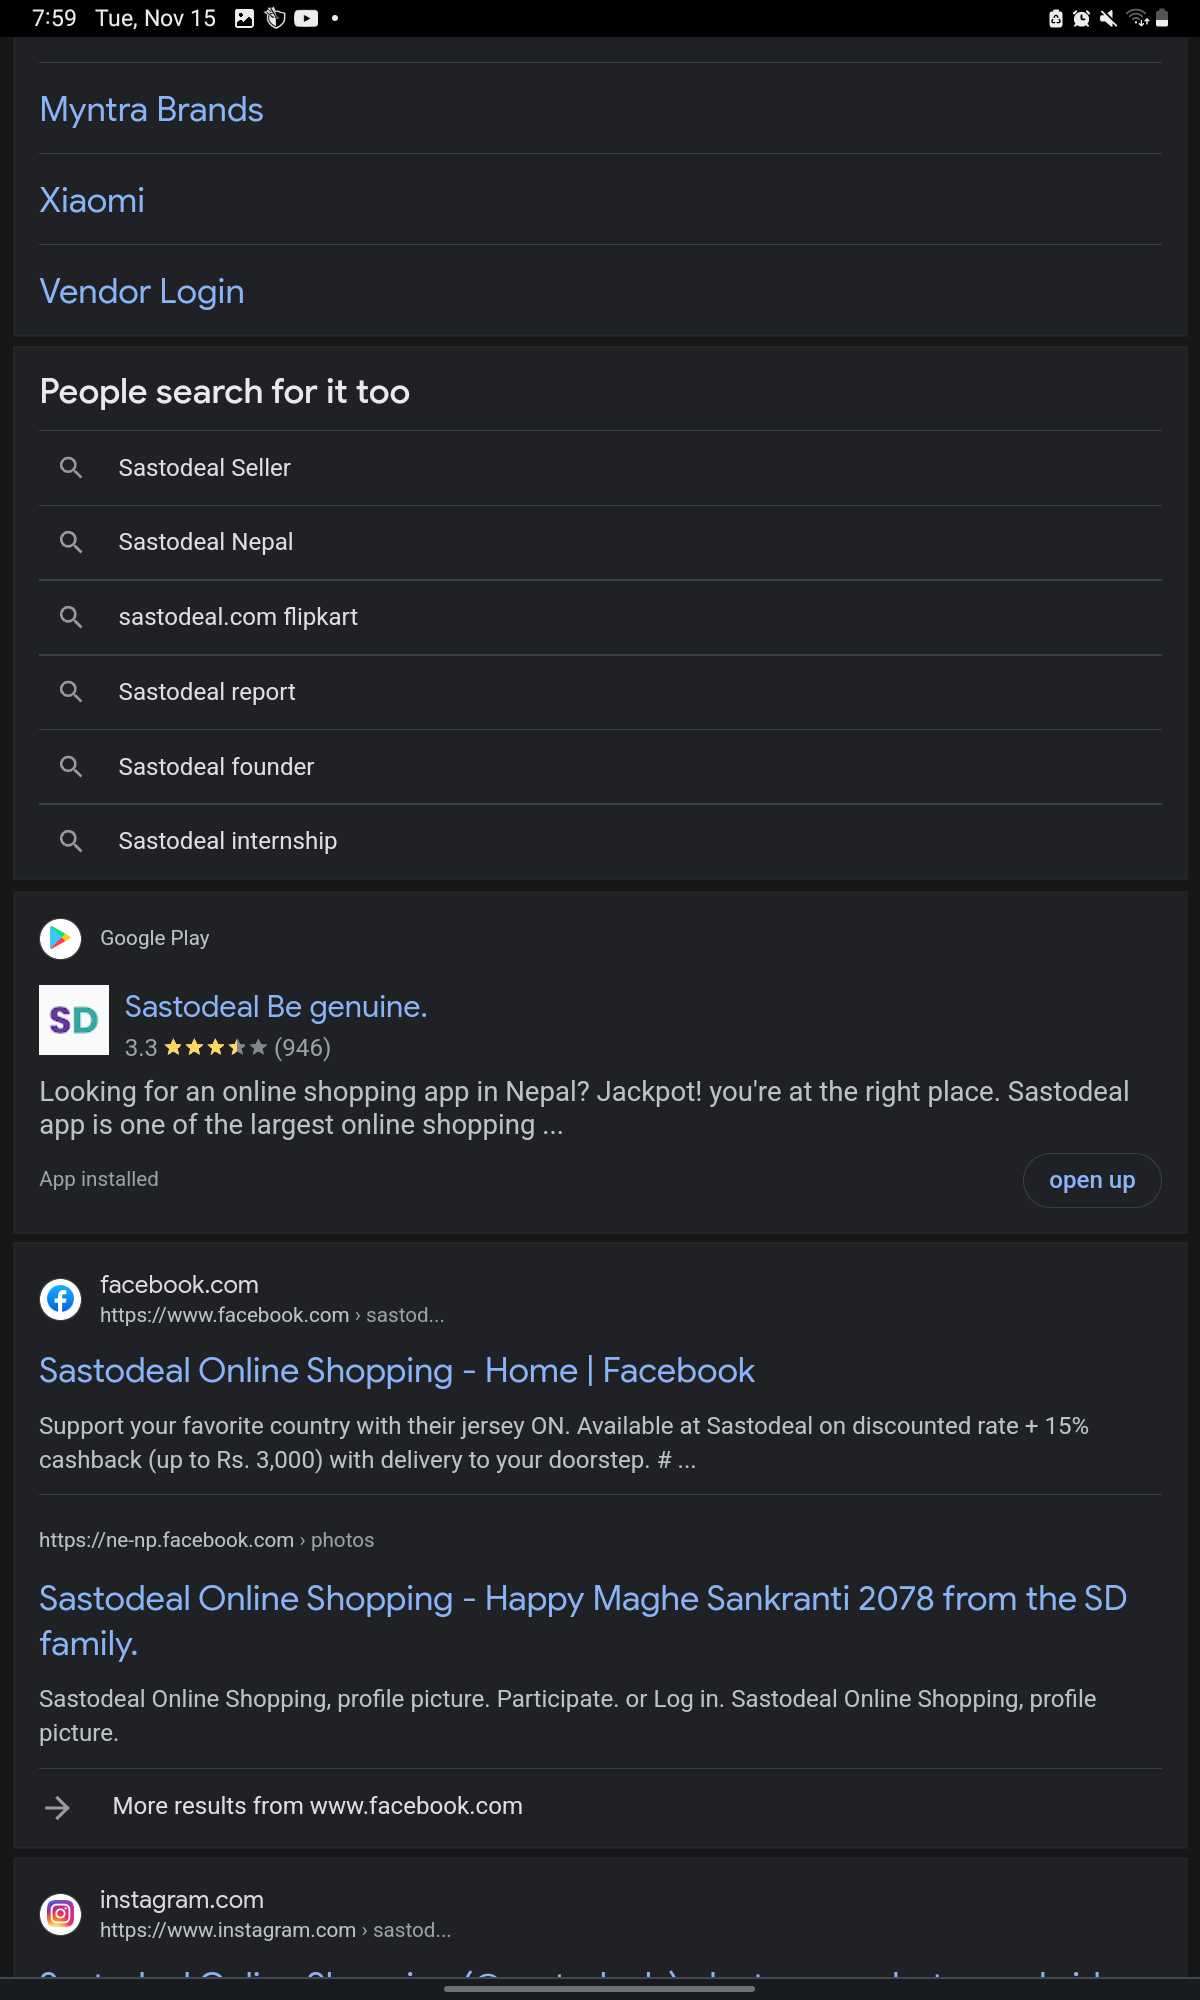 7:59 Tue, Nov 15
Myntra Brands
Xiaomi
Vendor Login
People search for it too
Sastodeal Seller
Sastodeal Nepal
sastodeal.com flipkart
Sastodeal report
Sastodeal founder
Sastodeal internship
Google Play
SD
Sastodeal Be genuine.
3.3 (946)
Looking for an online shopping app in Nepal? Jackpot! you're at the right place. Sastodeal
app is one of the largest online shopping ...
App installed
open up
facebook.com
https://www.facebook.com › sastod...
Sastodeal Online Shopping - Home | Facebook
Support your favorite country with their jersey ON. Available at Sastodeal on discounted rate + 15%
cashback (up to Rs. 3,000) with delivery to your doorstep. # ...
https://ne-np.facebook.com › photos
Sastodeal Online Shopping - Happy Maghe Sankranti 2078 from the SD
family.
Sastodeal Online Shopping, profile picture. Participate. or Log in. Sastodeal Online Shopping, profile
picture.
More results from www.facebook.com
instagram.com
https://www.instagram.com › sastod...